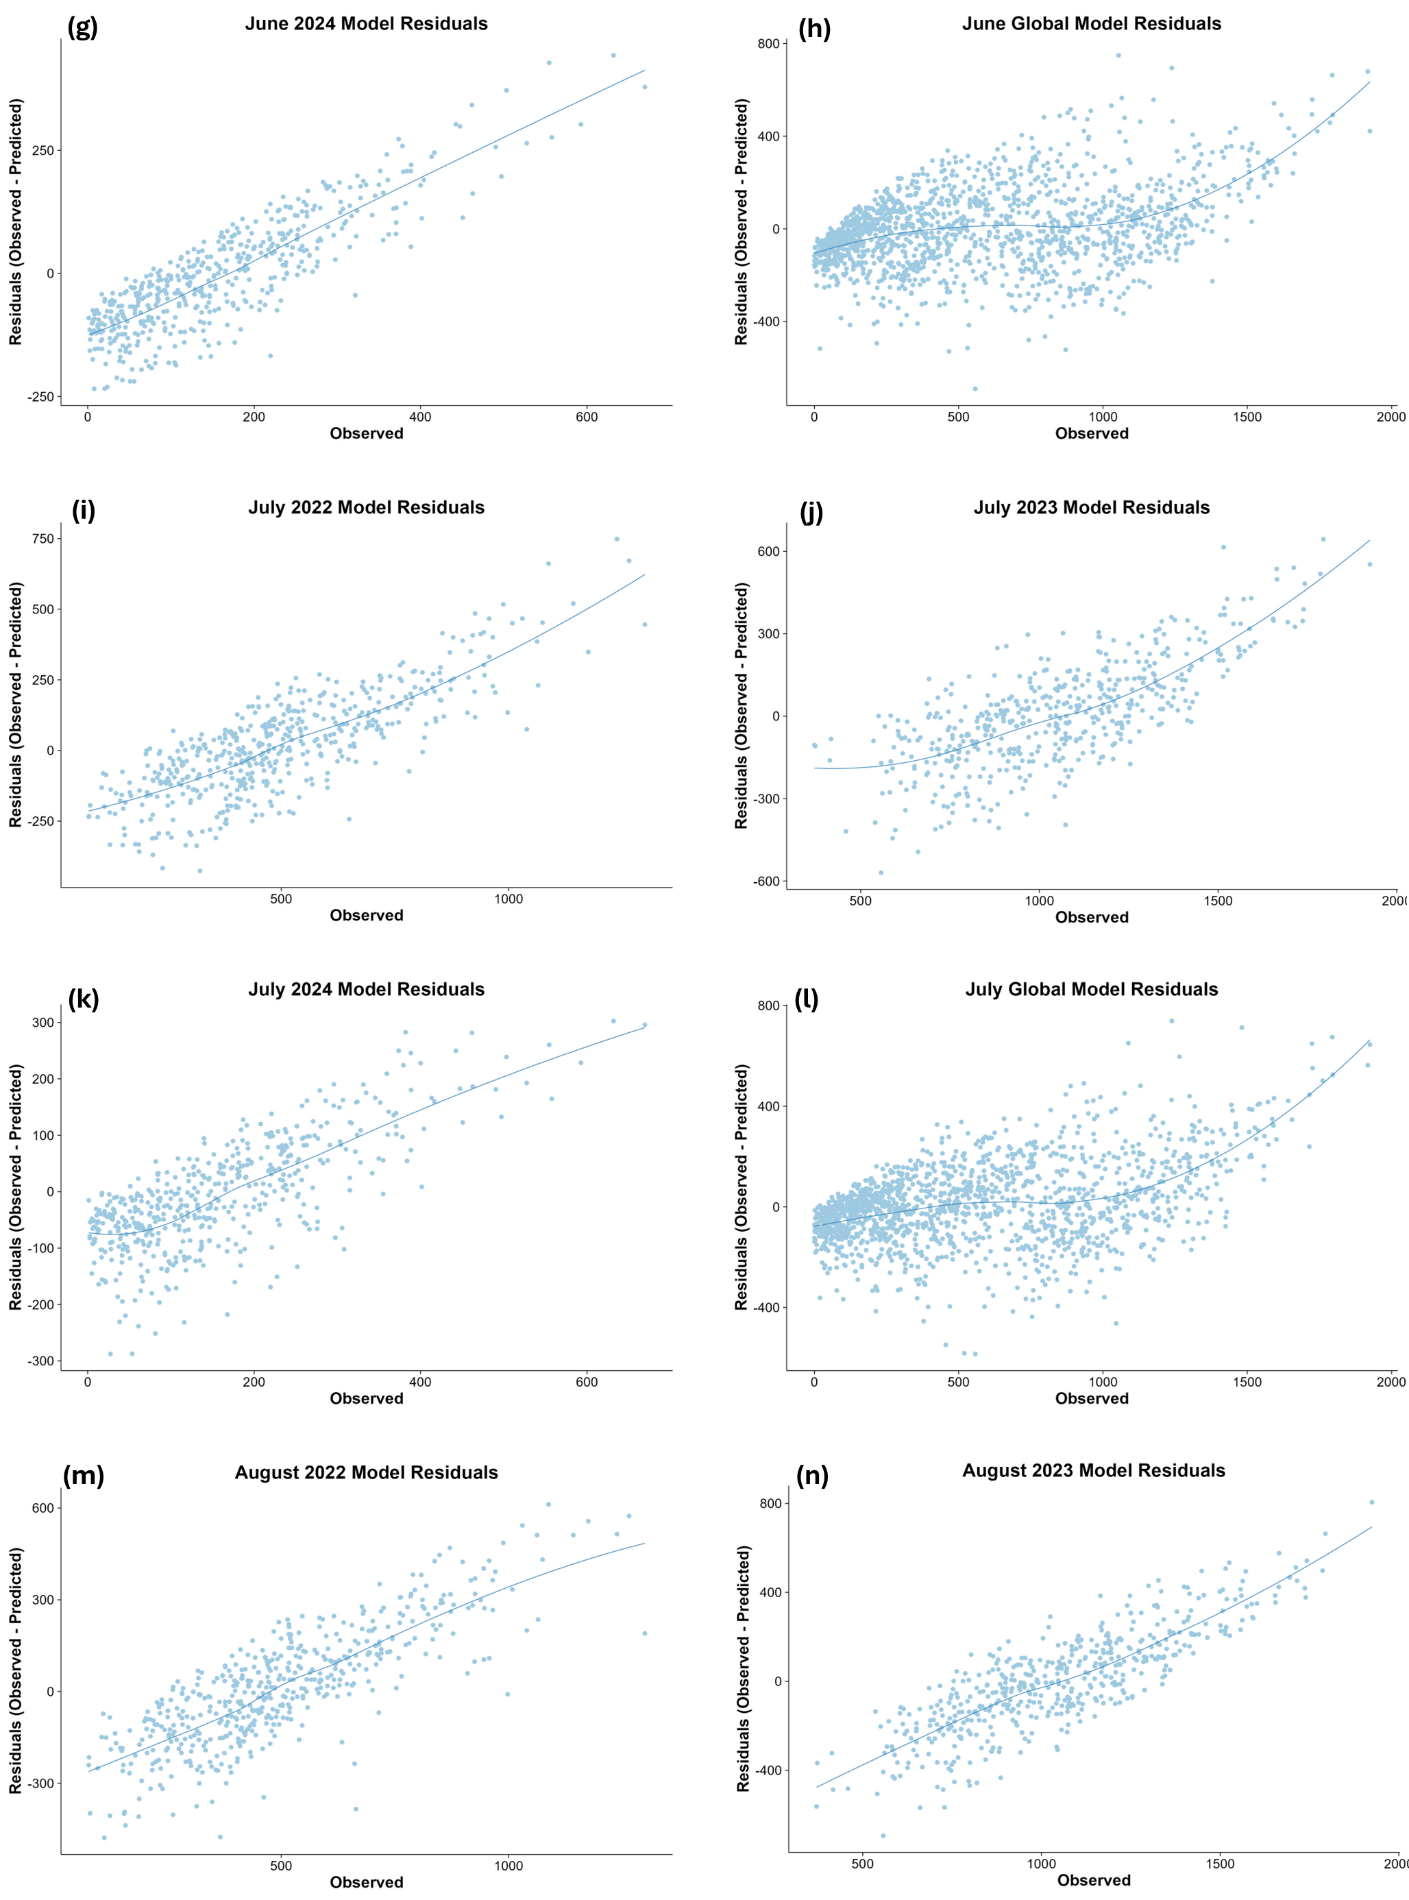 (g)
June 2024 Model Residuals
Residuals (Observed - Predicted)
250
0
-250
0 200 400 600
Observed
(h)
June Global Model Residuals
Residuals (Observed - Predicted)
800
400
0
-400
0 500 1000 1500 2000
Observed
(i)
July 2022 Model Residuals
Residuals (Observed - Predicted)
750
500
250
0
-250
500 1000
Observed
(j)
July 2023 Model Residuals
Residuals (Observed - Predicted)
600
300
0
-300
-600
500 1000 1500 2000
Observed
(k)
July 2024 Model Residuals
Residuals (Observed - Predicted)
300
200
100
0
-100
-200
-300
0 200 400 600
Observed
(l)
July Global Model Residuals
Residuals (Observed - Predicted)
800
400
0
-400
0 500 1000 1500 2000
Observed
(m)
August 2022 Model Residuals
Residuals (Observed - Predicted)
600
300
0
-300
500 1000
Observed
(n)
August 2023 Model Residuals
Residuals (Observed - Predicted)
800
400
0
-400
500 1000 1500 2000
Observed